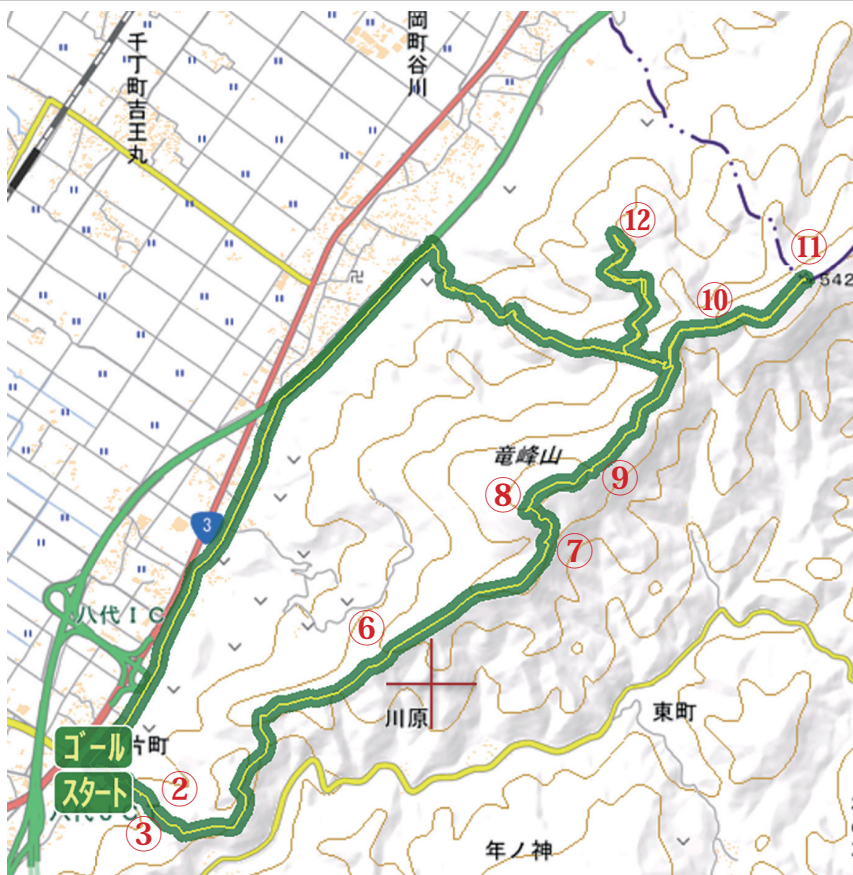 千丁町吉王丸
岡町谷川
⑫
⑪
542
⑩
竜峰山
⑨
⑧
3
⑦
八代ＩＣ
⑥
川原
東町
ゴール
片町
スタート
②
③
年ノ神